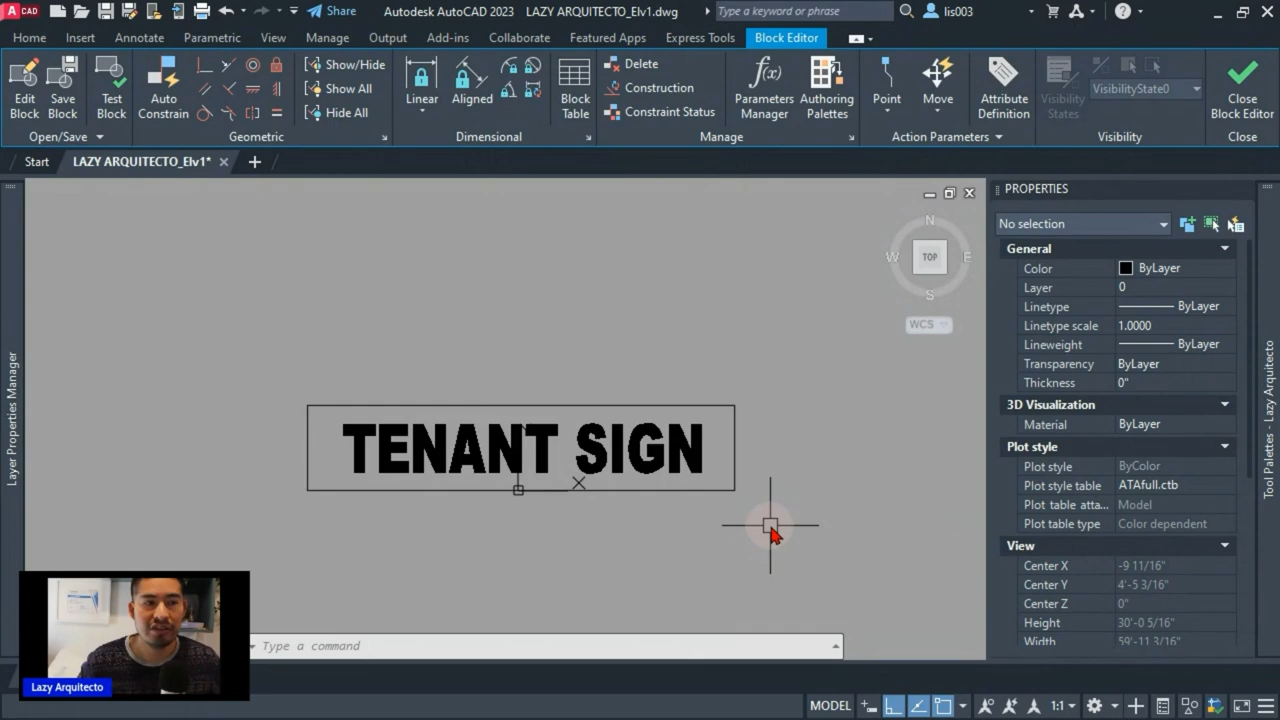 A CAD Share Autodesk AutoCAD 2023 LAZY ARQUITECTO_Elv1.dwg Type a keyword or phrase lis003
Home Insert Annotate Parametric View Manage Output Add-ins Collaborate Featured Apps Express Tools Block Editor
Edit Block Save Block Test Block Auto Constrain Show/Hide Show All Hide All Linear Aligned Block Table Delete Construction Constraint Status Parameters Manager Authoring Palettes Point Move Attribute Definition Visibility States VisibilityState0 Close Block Editor
Open/Save Geometric Dimensional Manage Action Parameters Visibility Close
Start LAZY ARQUITECTO_Elv1*
Layer Properties Manager
N
W TOP E
S
WCS
TENANT SIGN
X
Type a command
Lazy Arquitecto
PROPERTIES
No selection
General
Color ByLayer
Layer 0
Linetype ByLayer
Linetype scale 1.0000
Lineweight ByLayer
Transparency ByLayer
Thickness 0"
3D Visualization
Material ByLayer
Plot style
Plot style ByColor
Plot style table ATAfull.ctb
Plot table atta... Model
Plot table type Color dependent
View
Center X -9 11/16"
Center Y 4'-5 3/16"
Center Z 0"
Height 30'-0 5/16"
Width 59'-11 3/16"
Tool Palettes - Lazy Arquitecto
MODEL 1:1